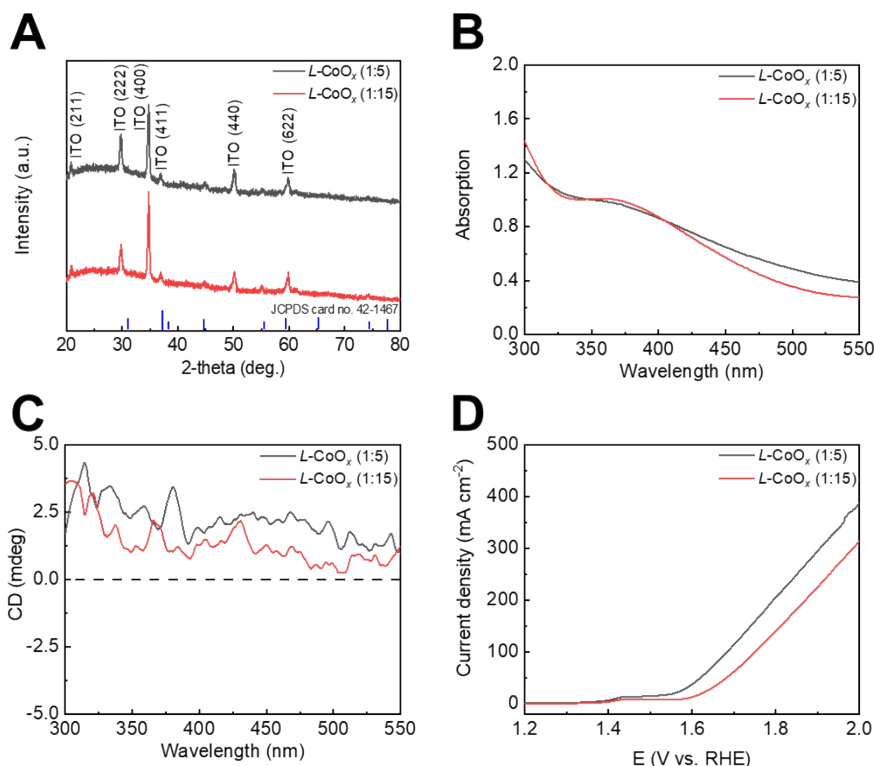 A
L-CoOₓ (1:5)
L-CoOₓ (1:15)
ITO (211)
ITO (222)
ITO (400)
ITO (411)
ITO (440)
ITO (622)
Intensity (a.u.)
JCPDS card no. 42-1467
20 30 40 50 60 70 80
2-theta (deg.)
B
L-CoOₓ (1:5)
L-CoOₓ (1:15)
Absorption
2.0
1.6
1.2
0.8
0.4
0.0
300 350 400 450 500 550
Wavelength (nm)
C
L-CoOₓ (1:5)
L-CoOₓ (1:15)
CD (mdeg)
5.0
2.5
0.0
-2.5
-5.0
300 350 400 450 500 550
Wavelength (nm)
D
L-CoOₓ (1:5)
L-CoOₓ (1:15)
Current density (mA cm⁻²)
500
400
300
200
100
0
1.2 1.4 1.6 1.8 2.0
E (V vs. RHE)